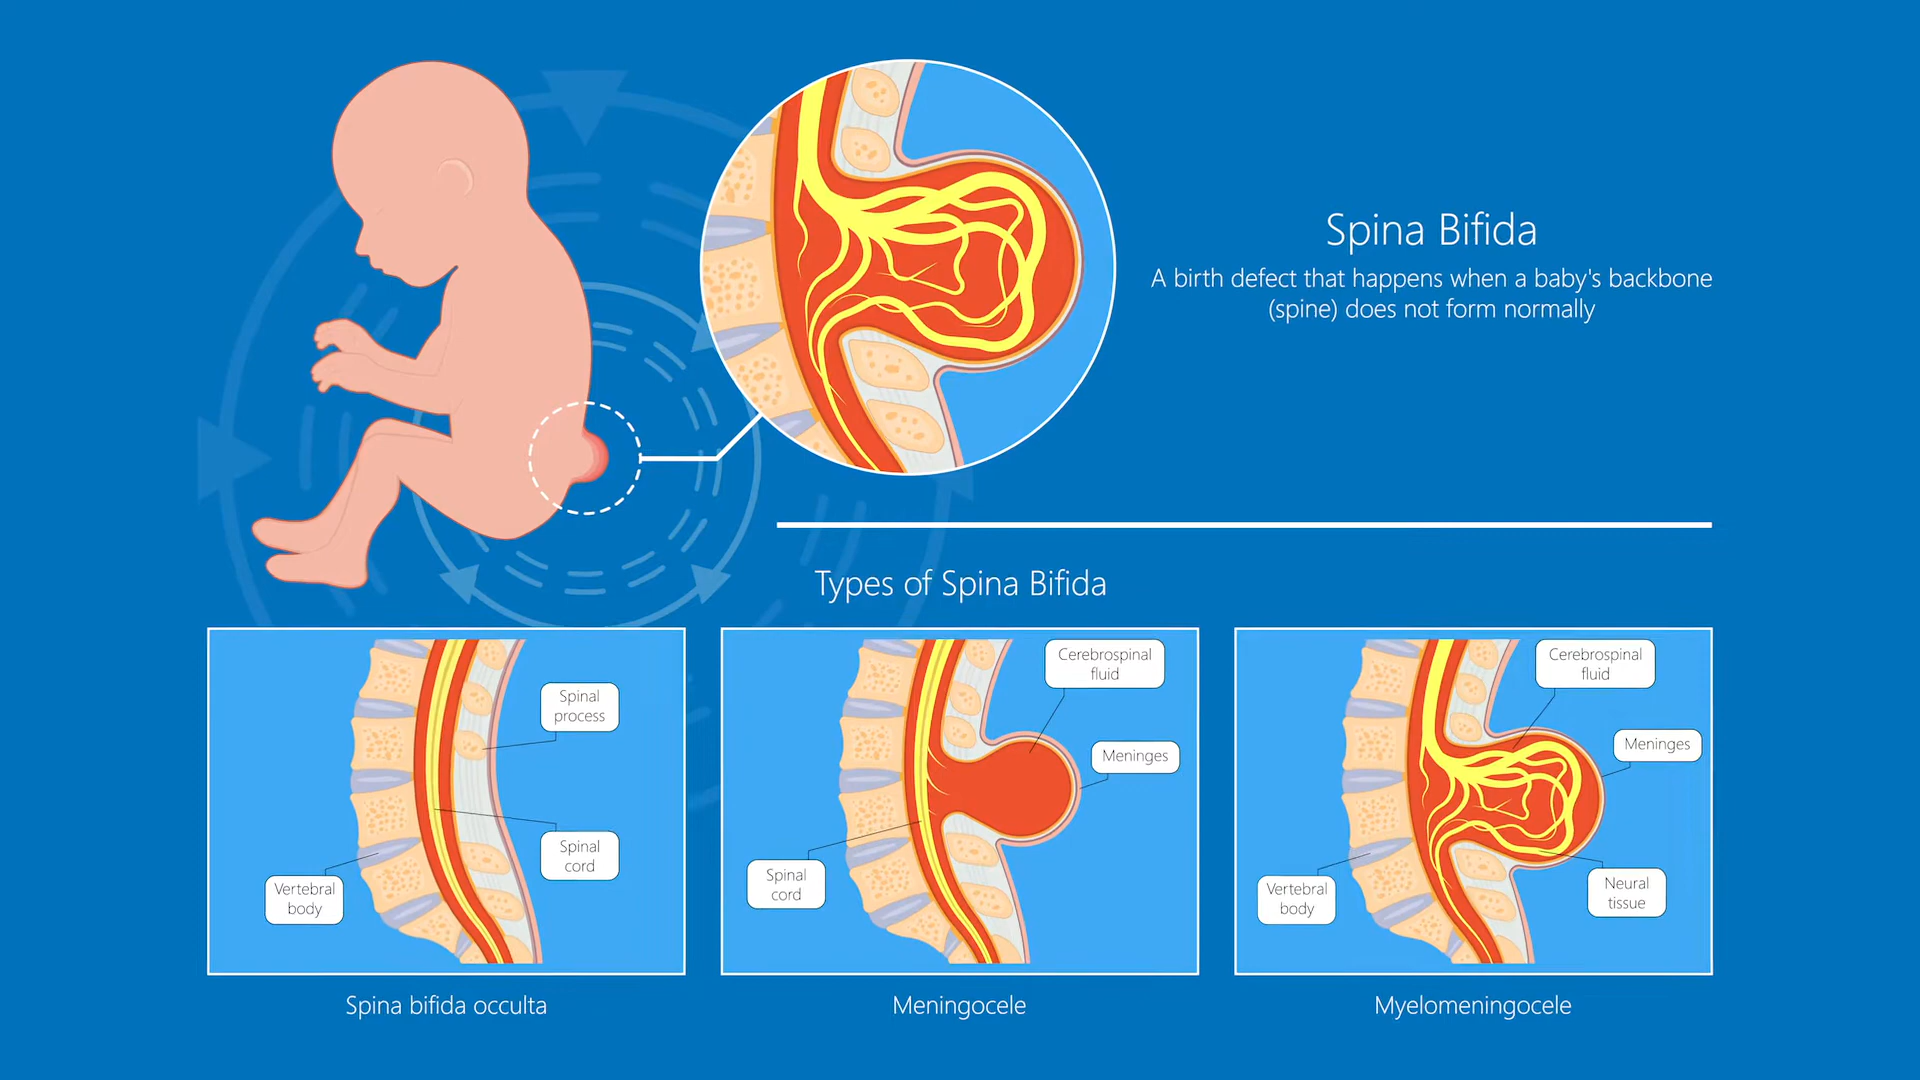 Spina Bifida
A birth defect that happens when a baby's backbone
(spine) does not form normally
Types of Spina Bifida
Spinal
process
Spinal
cord
Vertebral
body
Spina bifida occulta
Cerebrospinal
fluid
Meninges
Spinal
cord
Meningocele
Cerebrospinal
fluid
Meninges
Vertebral
body
Neural
tissue
Myelomeningocele